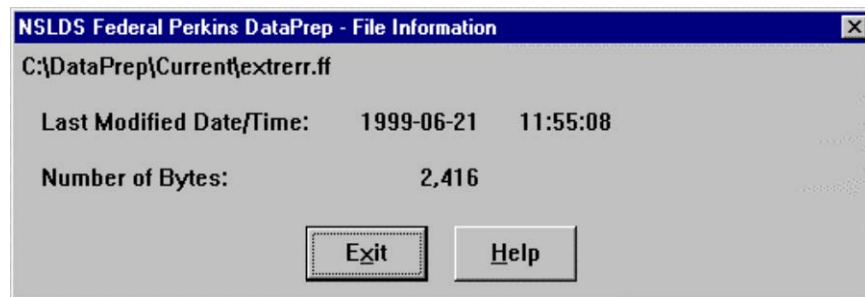 NSLDS Federal Perkins DataPrep - File Information
C:\DataPrep\Current\extrerr.ff
Last Modified Date/Time: 1999-06-21 11:55:08
Number of Bytes: 2,416
Exit Help